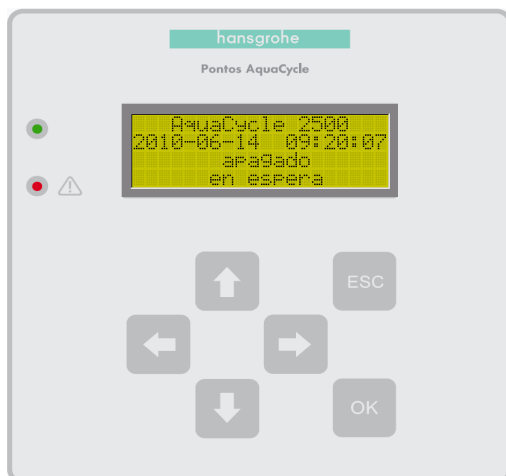 hansgrohe
Pontos AquaCycle
AquaCycle 2500
2010-06-14 09:20:07
apagado
en espera
ESC
OK